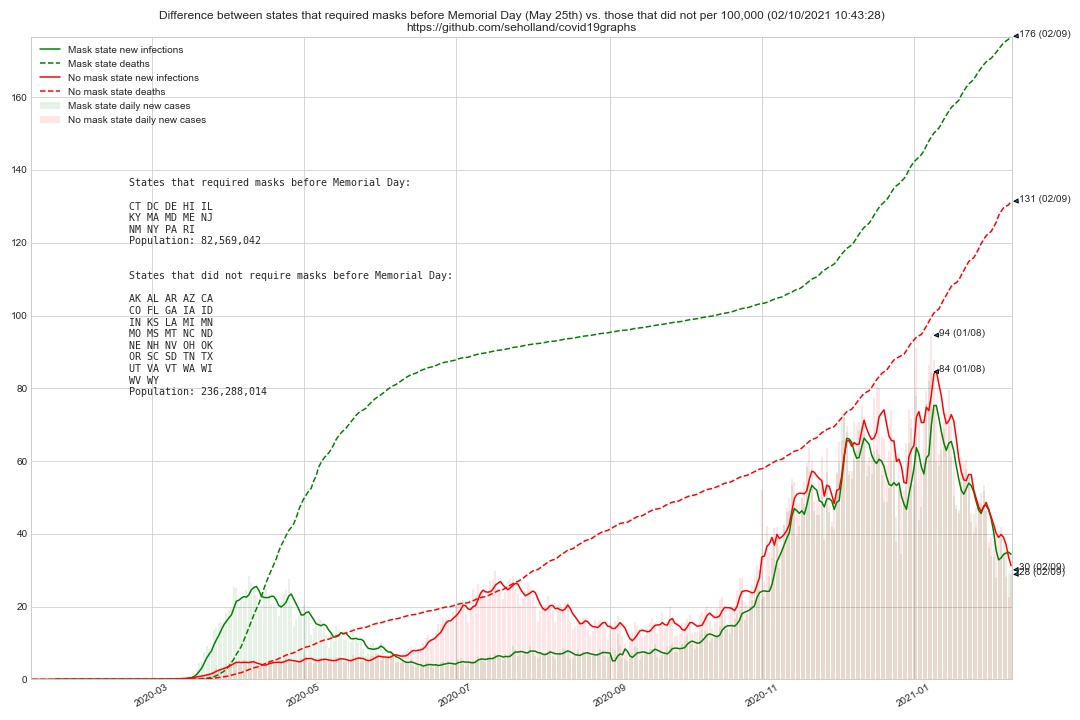 Difference between states that required masks before Memorial Day (May 25th) vs. those that did not per 100,000 (02/10/2021 10:43:28)
https://github.com/seholland/covid19graphs
176 (02/09)
Mask state new infections
Mask state deaths
No mask state new infections
No mask state deaths
Mask state daily new cases
No mask state daily new cases
160
140
States that required masks before Memorial Day:
CT DC DE HI IL
KY MA MD ME NJ
NM NY PA RI
Population: 82,569,042
131 (02/09)
120
States that did not require masks before Memorial Day:
AK AL AR AZ CA
CO FL GA IA ID
IN KS LA MI MN
MO MS MT NC ND
NE NH NV OH OK
OR SC SD TN TX
UT VA VT WA WI
WV WY
Population: 236,288,014
100
94 (01/08)
84 (01/08)
80
60
40
30 (02/09)
28 (02/09)
20
0
2020-03
2020-05
2020-07
2020-09
2020-11
2021-01